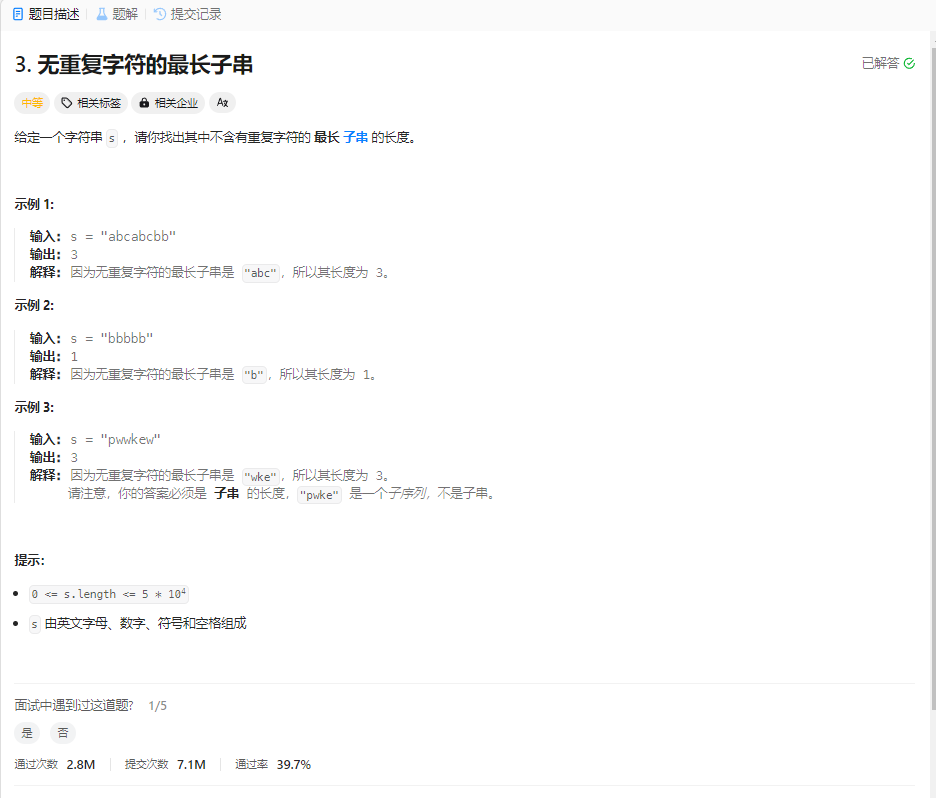 题目描述 题解 提交记录
3. 无重复字符的最长子串 已解答
中等 相关标签 相关企业 Aあ
给定一个字符串 s ，请你找出其中不含有重复字符的 最长 子串 的长度。
示例 1:
输入: s = "abcabcbb"
输出: 3
解释: 因为无重复字符的最长子串是 "abc"，所以其长度为 3。
示例 2:
输入: s = "bbbbb"
输出: 1
解释: 因为无重复字符的最长子串是 "b"，所以其长度为 1。
示例 3:
输入: s = "pwwkew"
输出: 3
解释: 因为无重复字符的最长子串是 "wke"，所以其长度为 3。
请注意，你的答案必须是 子串 的长度，"pwke" 是一个子序列，不是子串。
提示：
0 <= s.length <= 5 * 10⁴
s 由英文字母、数字、符号和空格组成
面试中遇到过这道题? 1/5
是 否
通过次数 2.8M 提交次数 7.1M 通过率 39.7%